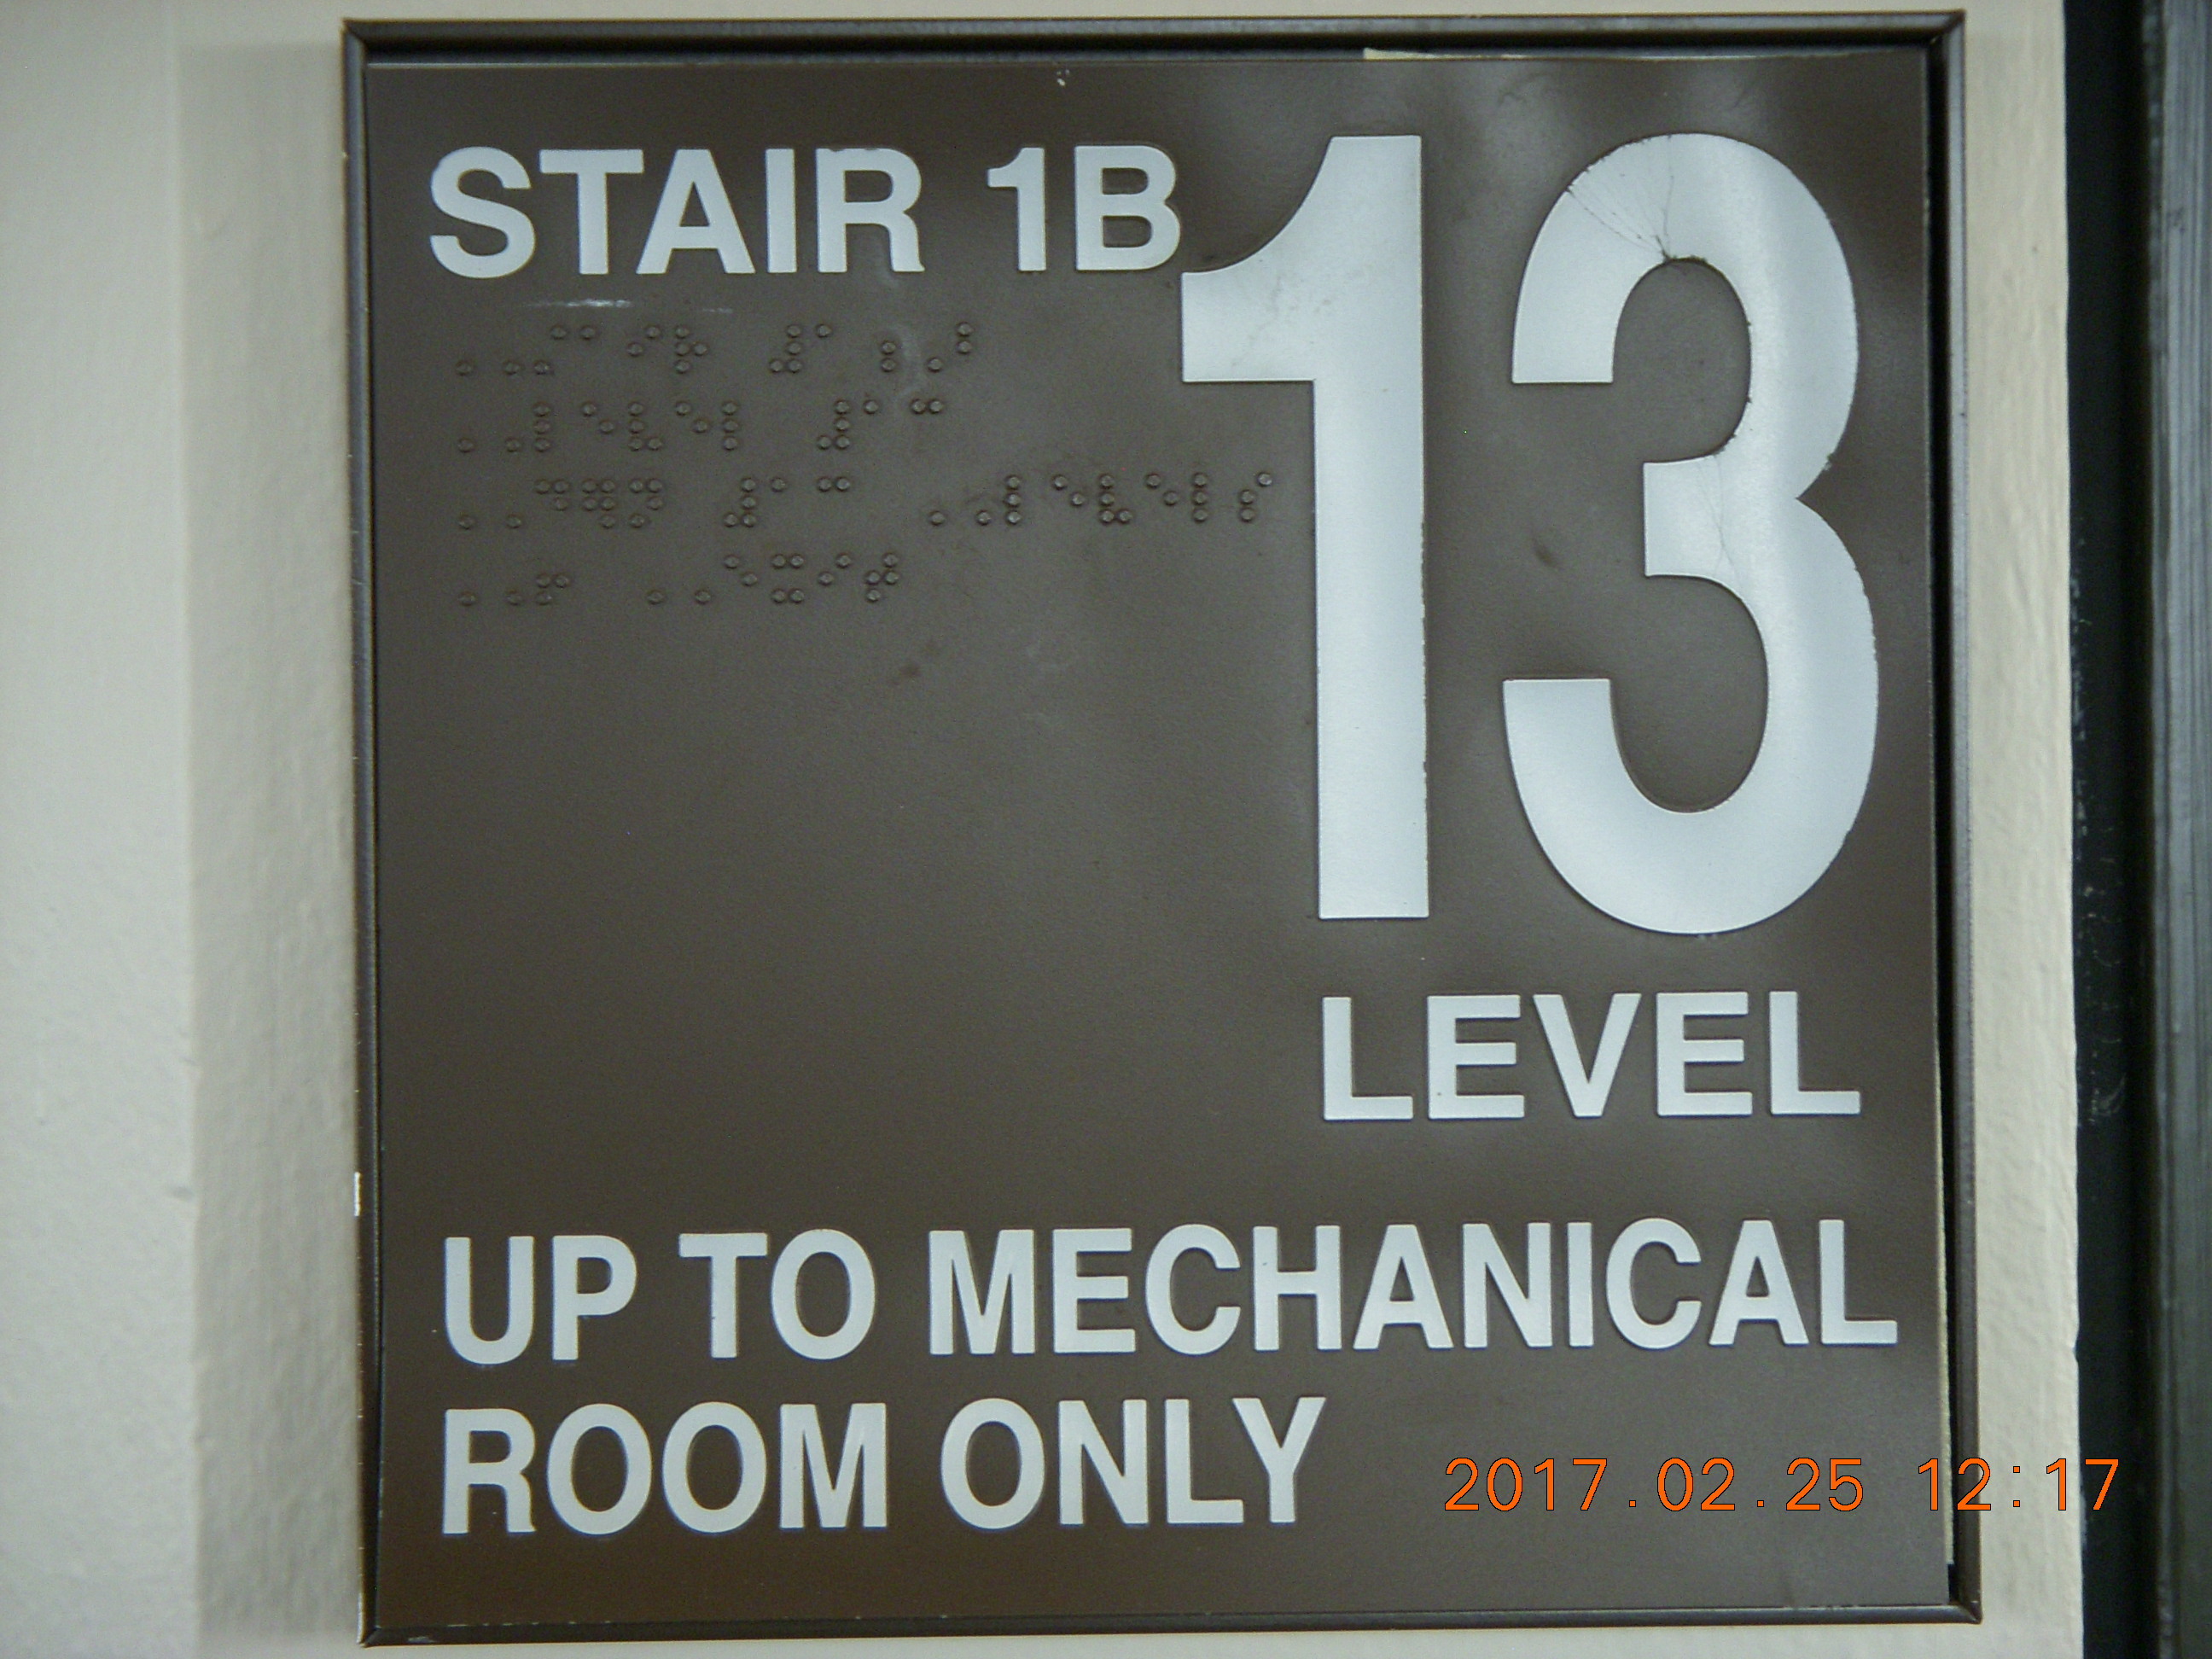 STAIR 1B
13
LEVEL
UP TO MECHANICAL
ROOM ONLY
2017.02.25 12:17